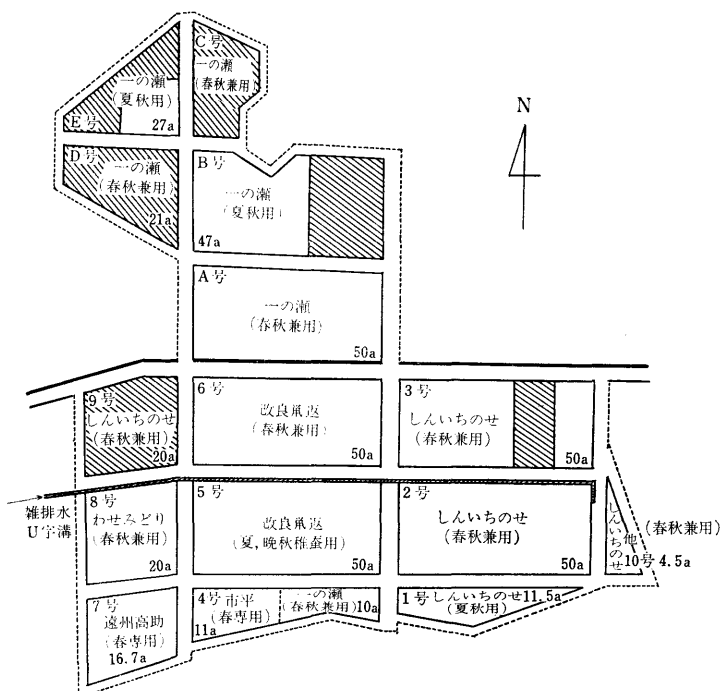 C号
一の瀬
(春秋兼用)
一の瀬
(夏秋用)
E号
27a
N
D号
一の瀬
(春秋兼用)
21a
B号
一の瀬
(夏秋用)
47a
A号
一の瀬
(春秋兼用)
50a
9号
しんいちのせ
(春秋兼用)
20a
6号
改良鼡返
(春秋兼用)
50a
3号
しんいちのせ
(春秋兼用)
50a
雑排水
U字溝
8号
わせみどり
(春秋兼用)
20a
5号
改良鼡返
(夏,晩秋稚蚕用)
50a
2号
しんいちのせ
(春秋兼用)
50a
しんいちのせ
他
(春秋兼用)
10号 4.5a
7号
遠州高助
(春専用)
16.7a
4号 市平
(春専用)
11a
一の瀬
(春秋兼用)10a
1号 しんいちのせ 11.5a
(夏秋用)